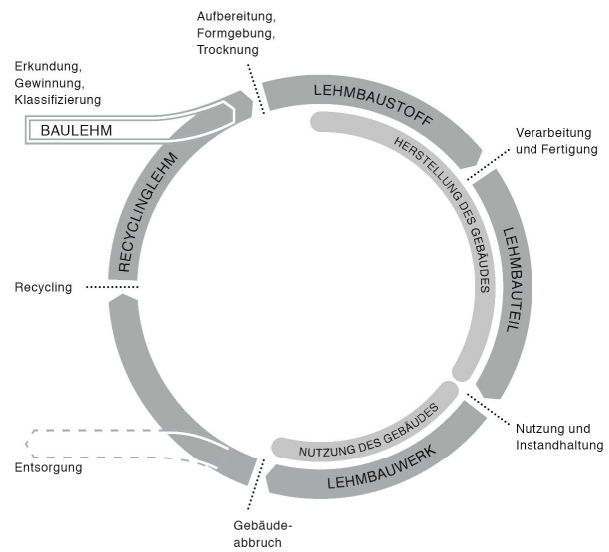 Aufbereitung,
Formgebung,
Trocknung
Erkundung,
Gewinnung,
Klassifizierung
BAULEHM
LEHMBAUSTOFF
HERSTELLUNG DES GEBÄUDES
Verarbeitung
und Fertigung
RECYCLINGLEHM
LEHMBAUTEIL
Recycling
NUTZUNG DES GEBÄUDES
Nutzung und
Instandhaltung
LEHMBAUWERK
Entsorgung
Gebäude-
abbruch